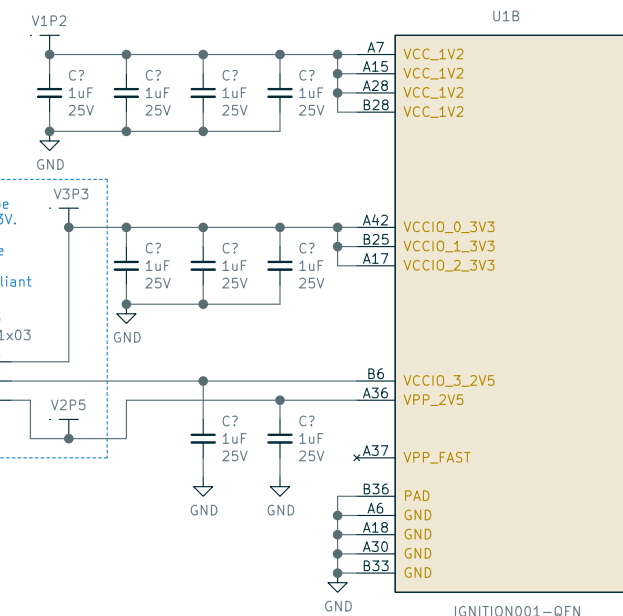 U1B
V1P2
A7 VCC_1V2
C? C? C? C?
A15 VCC_1V2
1uF 1uF 1uF 1uF
A28 VCC_1V2
25V 25V 25V 25V
B28 VCC_1V2
GND
V3P3
3V.
A42 VCCIO_0_3V3
C? C? C?
B25 VCCIO_1_3V3
1uF 1uF 1uF
A17 VCCIO_2_3V3
25V 25V 25V
liant
1x03
GND
B6 VCCIO_3_2V5
A36 VPP_2V5
V2P5
C? C?
1uF 1uF
25V 25V
A37 VPP_FAST
B36 PAD
GND GND
A6 GND
A18 GND
A30 GND
B33 GND
GND
IGNITION001-QFN